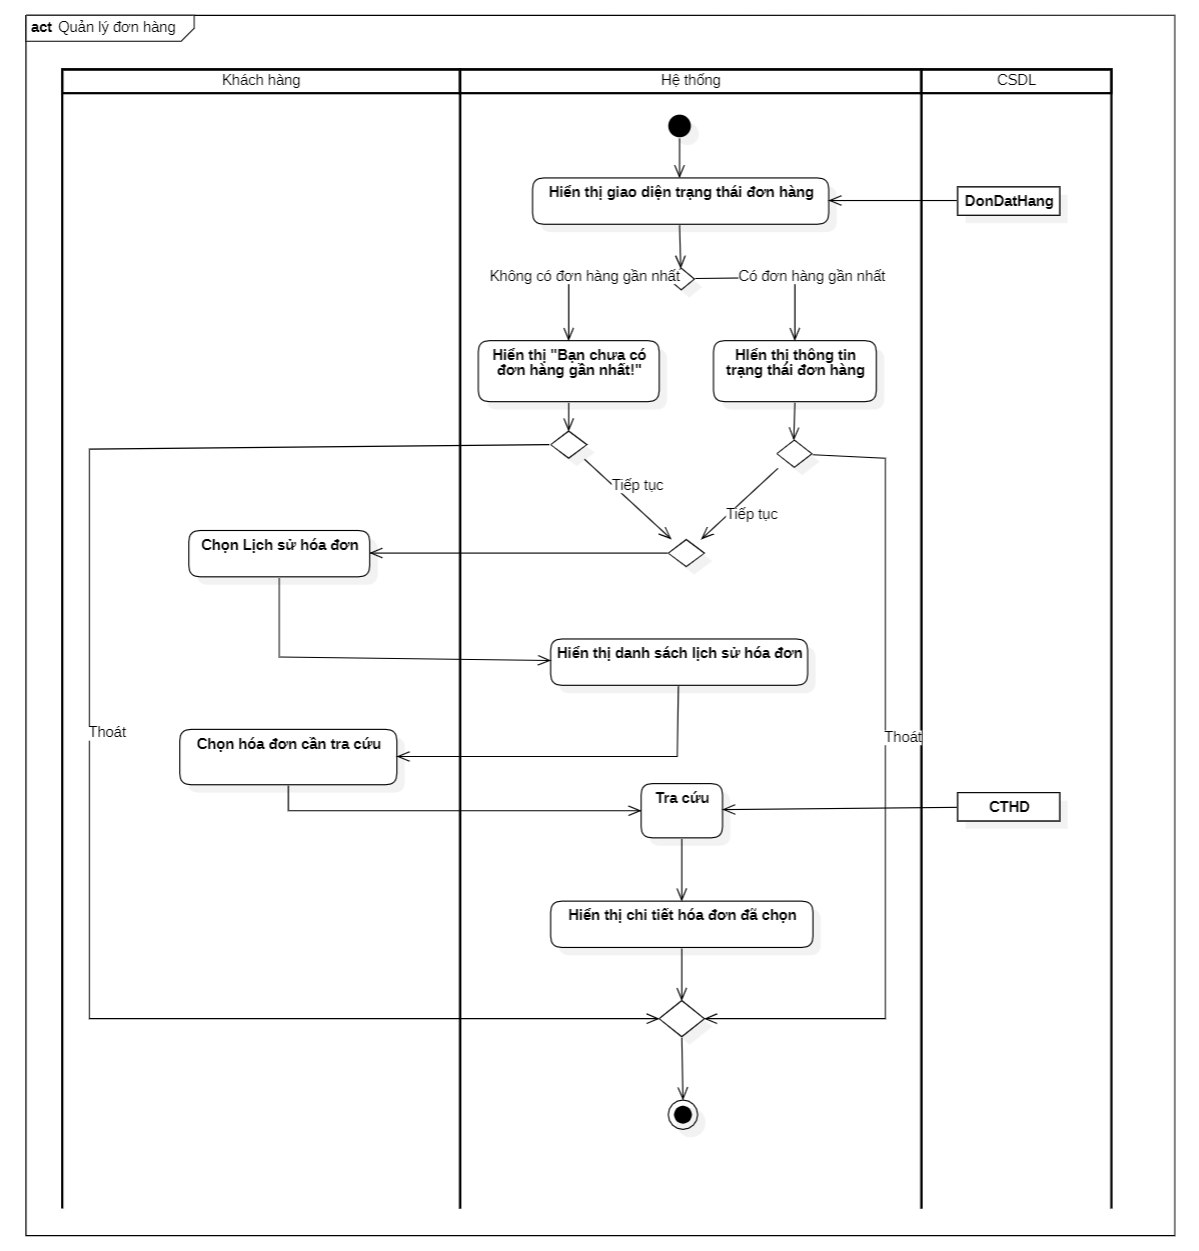 act Quản lý đơn hàng
Khách hàng
Hệ thống
CSDL
Hiển thị giao diện trạng thái đơn hàng
DonDatHang
Không có đơn hàng gần nhất
Có đơn hàng gần nhất
Hiển thị "Bạn chưa có
đơn hàng gần nhất!"
HIển thị thông tin
trạng thái đơn hàng
Tiếp tục
Tiếp tục
Chọn Lịch sử hóa đơn
Hiển thị danh sách lịch sử hóa đơn
Thoát
Chọn hóa đơn cần tra cứu
Thoát
Tra cứu
CTHD
Hiển thị chi tiết hóa đơn đã chọn